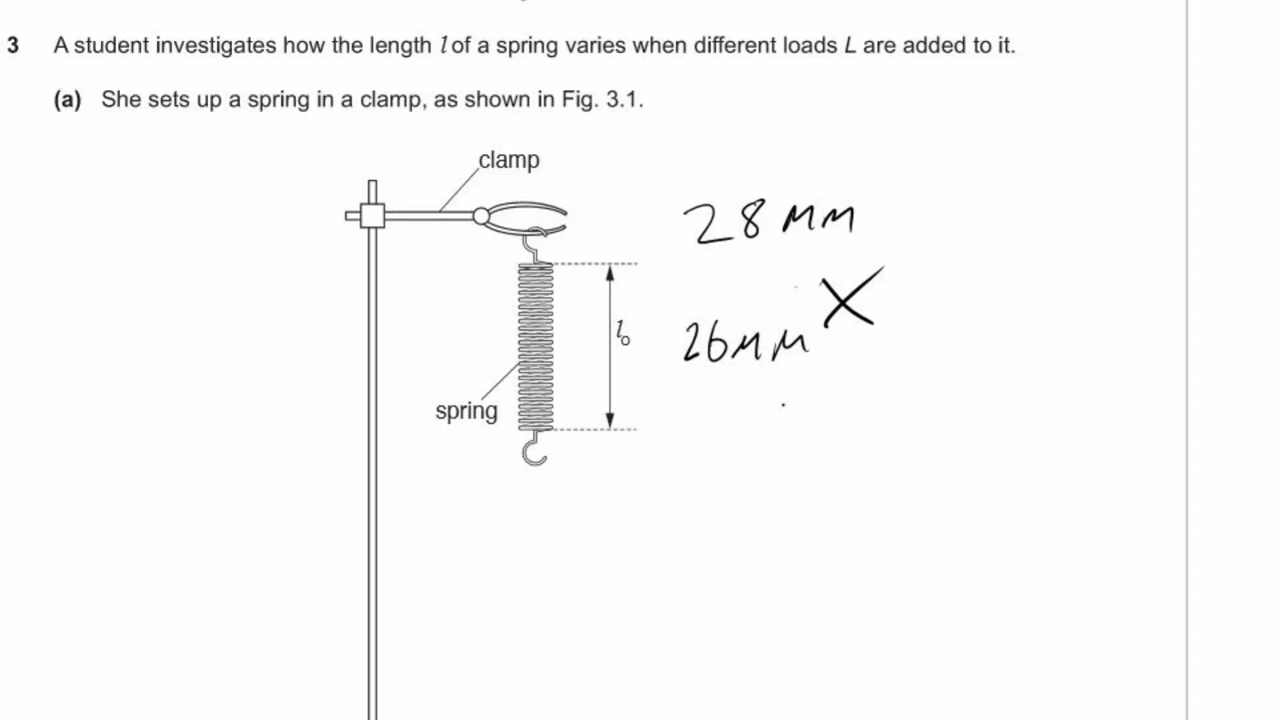 3 A student investigates how the length l of a spring varies when different loads L are added to it.
(a) She sets up a spring in a clamp, as shown in Fig. 3.1.
clamp
28 mm
26 mm X
l₀
spring